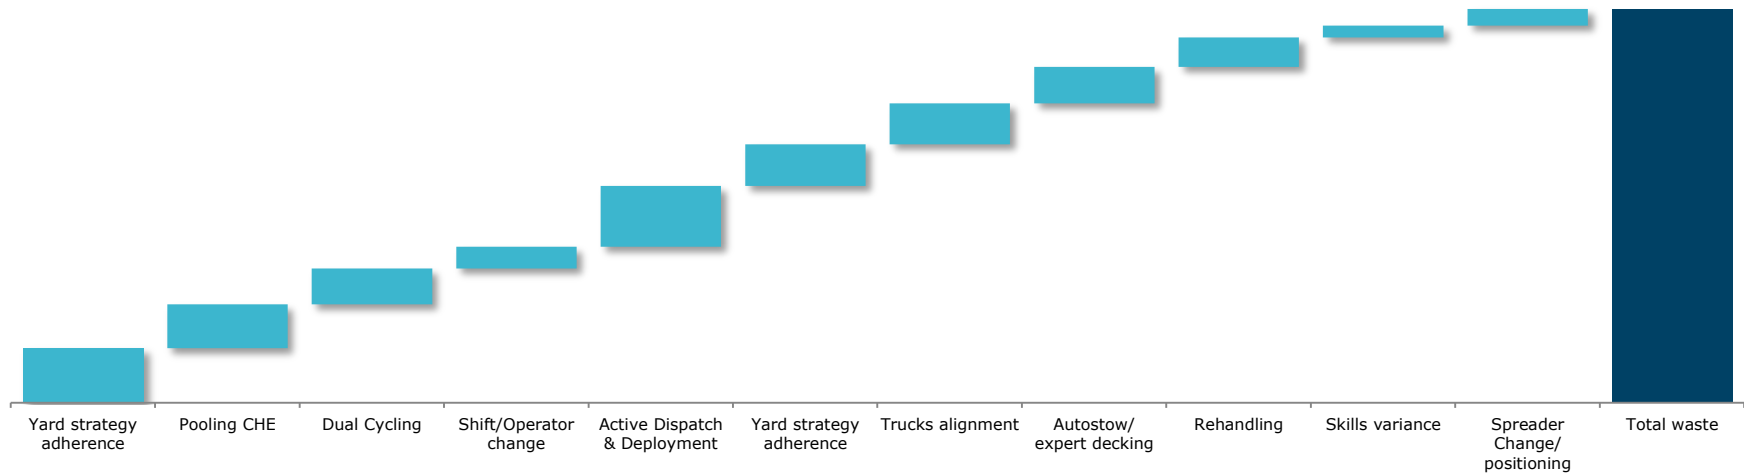 Yard strategy
adherence
Pooling CHE
Dual Cycling
Shift/Operator
change
Active Dispatch
& Deployment
Yard strategy
adherence
Trucks alignment
Autostow/
expert decking
Rehandling
Skills variance
Spreader
Change/
positioning
Total waste